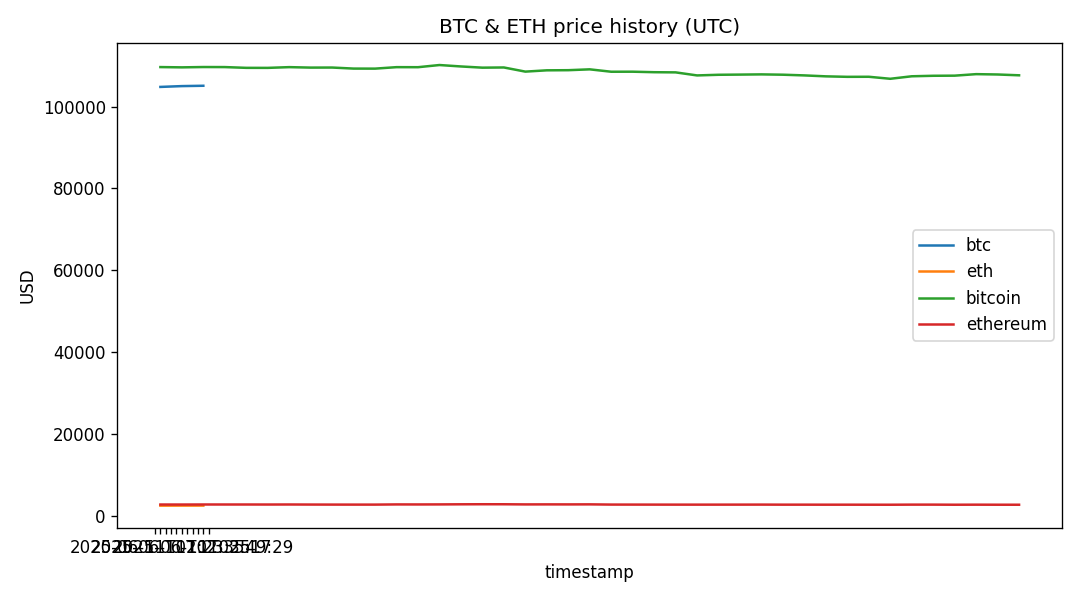 BTC & ETH price history (UTC)
100000
80000
60000
40000
20000
0
USD
btc
eth
bitcoin
ethereum
timestamp